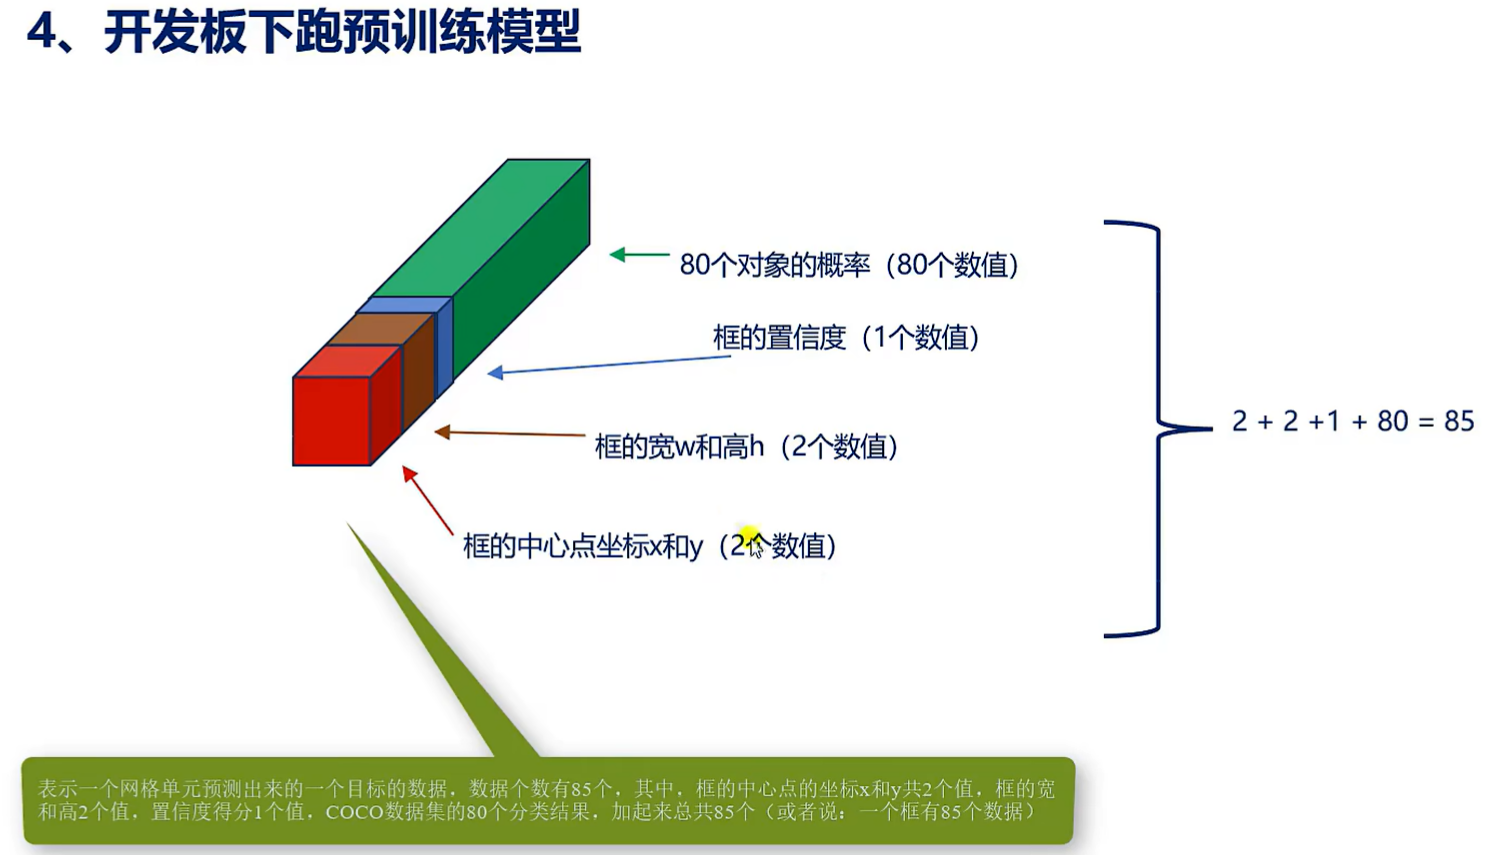 4、开发板下跑预训练模型
80个对象的概率（80个数值）
框的置信度（1个数值）
框的宽w和高h（2个数值）
框的中心点坐标x和y（2个数值）
2 + 2 +1 + 80 = 85
表示一个网格单元预测出来的一个目标的数据，数据个数有85个，其中，框的中心点的坐标x和y共2个值，框的宽
和高2个值，置信度得分1个值，COCO数据集的80个分类结果，加起来总共85个（或者说：一个框有85个数据）